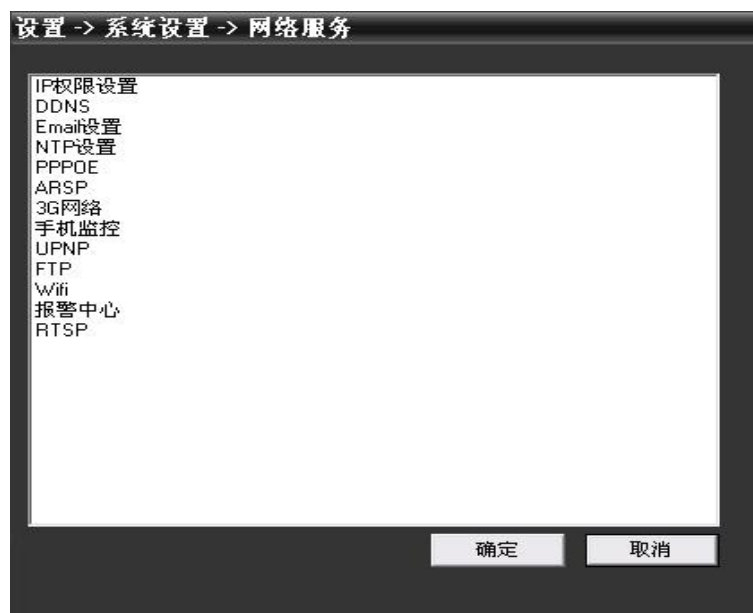 设置 -> 系统设置 -> 网络服务
IP权限设置
DDNS
Email设置
NTP设置
PPPOE
ARSP
3G网络
手机监控
UPNP
FTP
Wifi
报警中心
RTSP
确定 取消